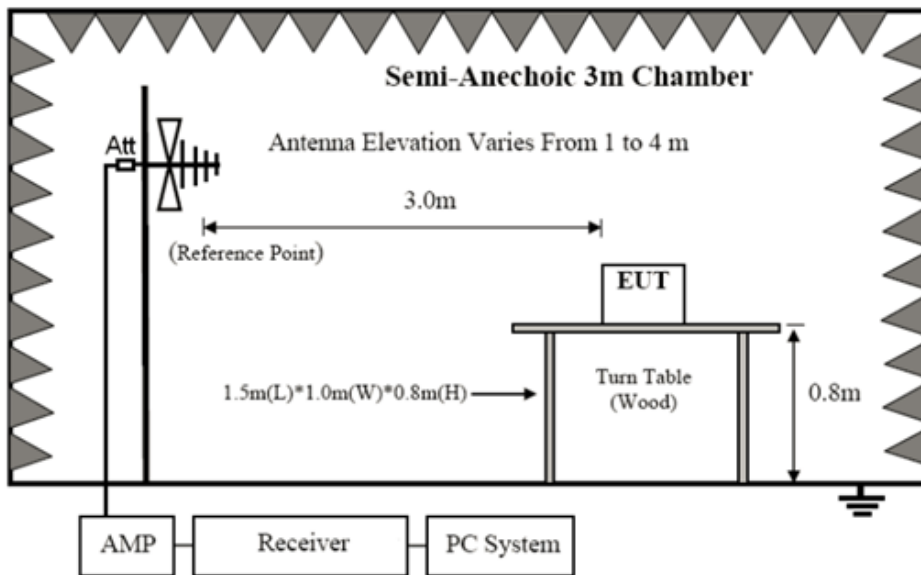 Semi-Anechoic 3m Chamber
Att
Antenna Elevation Varies From 1 to 4 m
3.0m
(Reference Point)
EUT
1.5m(L)*1.0m(W)*0.8m(H)
Turn Table
(Wood)
0.8m
AMP
Receiver
PC System